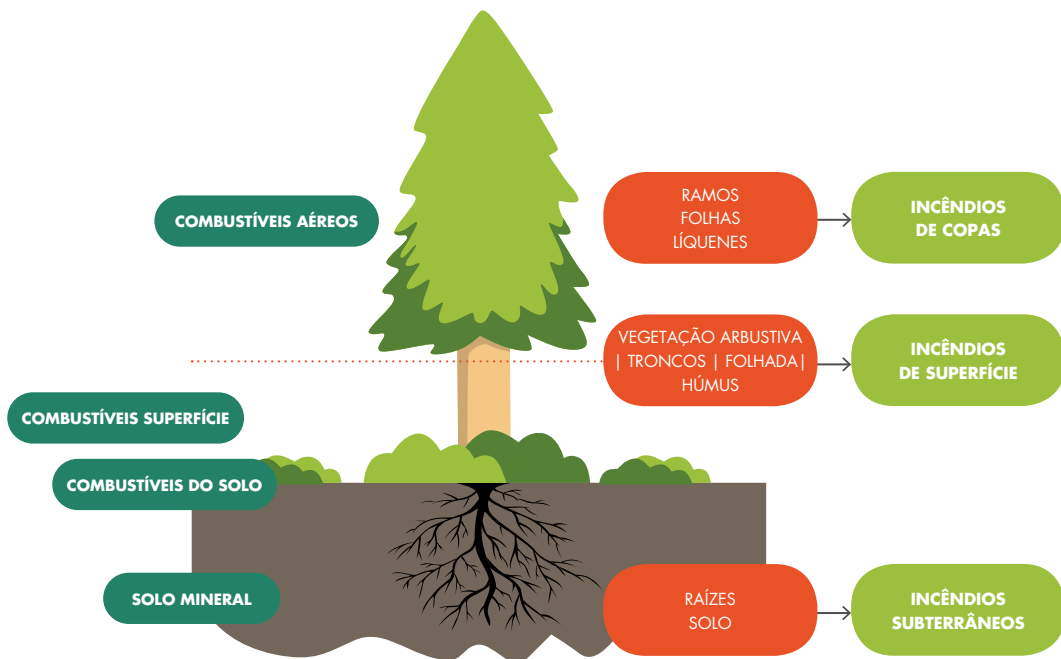 COMBUSTÍVEIS AÉREOS
RAMOS
FOLHAS
LÍQUENES
INCÊNDIOS
DE COPAS
VEGETAÇÃO ARBUSTIVA
| TRONCOS | FOLHADA|
HÚMUS
INCÊNDIOS
DE SUPERFÍCIE
COMBUSTÍVEIS SUPERFÍCIE
COMBUSTÍVEIS DO SOLO
SOLO MINERAL
RAÍZES
SOLO
INCÊNDIOS
SUBTERRÂNEOS